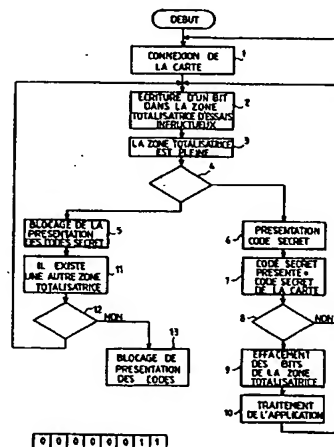 DEBUT
CONNEXION DE
LA CARTE
1
ECRITURE D'UN BIT
DANS LA ZONE
TOTALISATRICE D'ESSAIS
INFRUCTUEUX
2
LA ZONE TOTALISATRICE
EST PLEINE
3
4
BLOCAGE DE LA
PRESENTATION
DES CODES SECRET
5
PRESENTATION
CODE SECRET
6
IL EXISTE
UNE AUTRE ZONE
TOTALISATRICE
11
CODE SECRET
PRESENTE =
CODE SECRET
DE LA CARTE
7
12
NON
8
NON
13
BLOCAGE DE
PRESENTATION
DES CODES
EFFACEMENT
DES BITS
DE LA ZONE
TOTALISATRICE
9
TRAITEMENT
DE L'APPLICATION
10
0 0 0 0 0 0 1 1